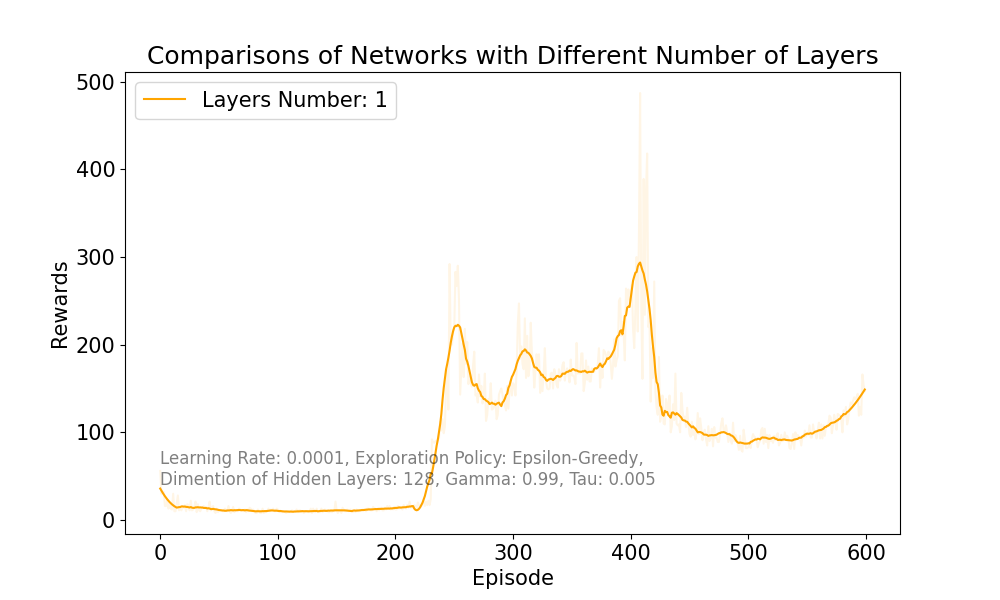 Comparisons of Networks with Different Number of Layers
Layers Number: 1
Rewards
500
400
300
200
100
0
Learning Rate: 0.0001, Exploration Policy: Epsilon-Greedy,
Dimention of Hidden Layers: 128, Gamma: 0.99, Tau: 0.005
0 100 200 300 400 500 600
Episode